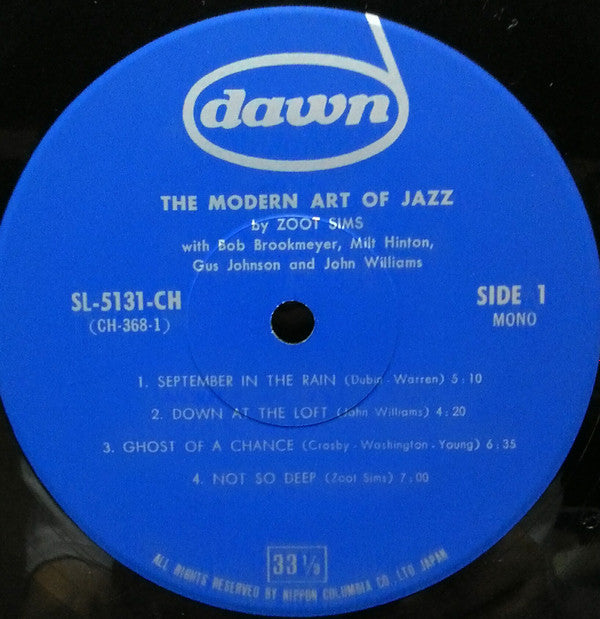 dawn
THE MODERN ART OF JAZZ
by ZOOT SIMS
with Bob Brookmeyer, Milt Hinton,
Gus Johnson and John Williams
SL-5131-CH
(CH-368-1)
SIDE 1
MONO
1. SEPTEMBER IN THE RAIN (Dubin - Warren) 5:10
2. DOWN AT THE LOFT (John Williams) 4:20
3. GHOST OF A CHANCE (Crosby - Washington - Young) 6:35
4. NOT SO DEEP (Zoot Sims) 7:00
33⅓
ALL RIGHTS RESERVED BY NIPPON COLUMBIA CO., LTD. JAPAN